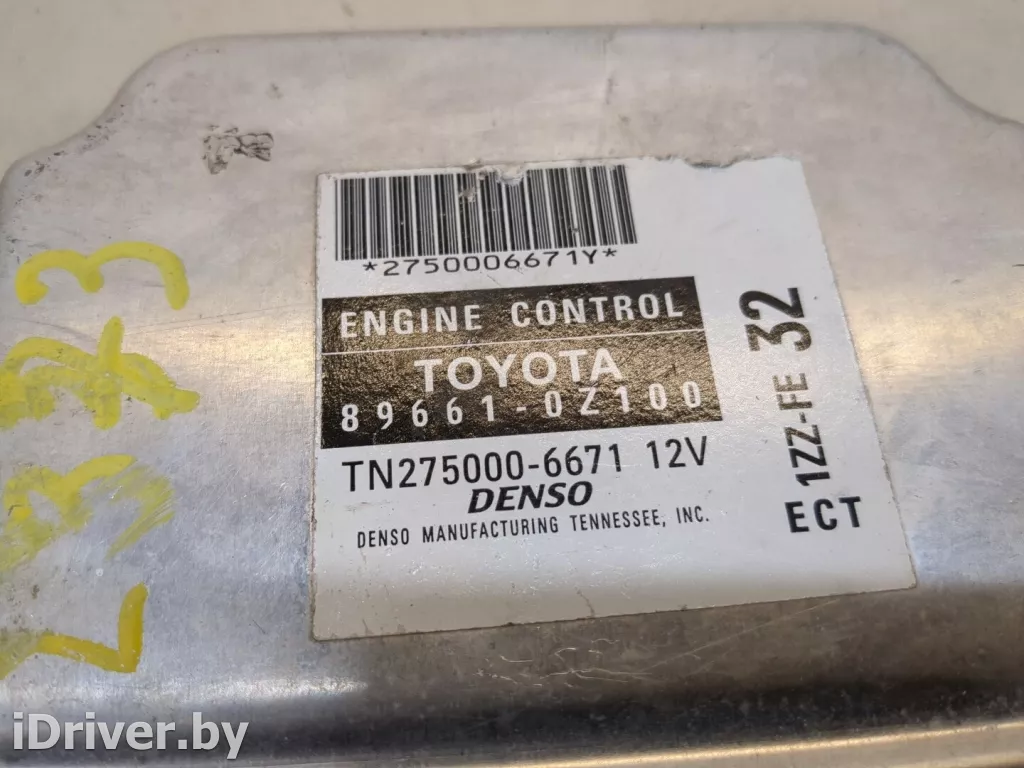 *2750006671Y*
ENGINE CONTROL
TOYOTA
89661-0Z100
TN275000-6671 12V
DENSO
DENSO MANUFACTURING TENNESSEE, INC.
1ZZ-FE 32
ECT
iDriver.by